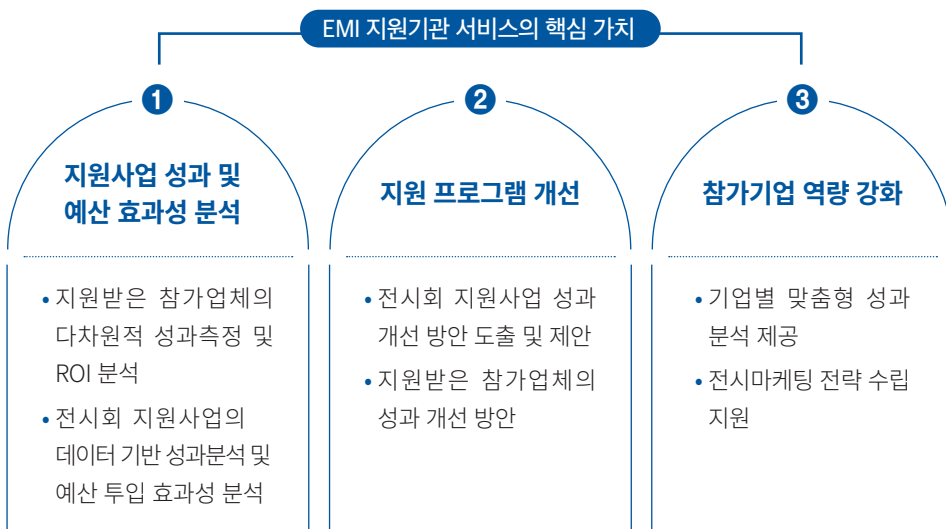 EMI 지원기관 서비스의 핵심 가치
1
지원사업 성과 및
예산 효과성 분석
• 지원받은 참가업체의
다차원적 성과측정 및
ROI 분석
• 전시회 지원사업의
데이터 기반 성과분석 및
예산 투입 효과성 분석
2
지원 프로그램 개선
• 전시회 지원사업 성과
개선 방안 도출 및 제안
• 지원받은 참가업체의
성과 개선 방안
3
참가기업 역량 강화
• 기업별 맞춤형 성과
분석 제공
• 전시마케팅 전략 수립
지원